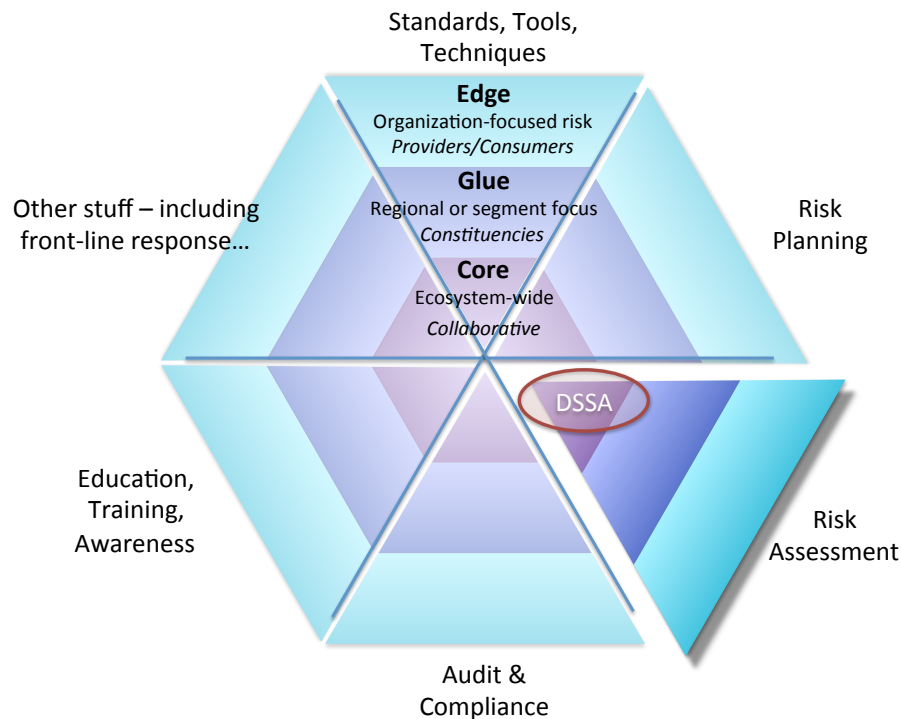 Standards, Tools,
Techniques
Edge
Organization-focused risk
Providers/Consumers
Glue
Regional or segment focus
Constituencies
Core
Ecosystem-wide
Collaborative
Other stuff – including
front-line response…
Risk
Planning
DSSA
Education,
Training,
Awareness
Risk
Assessment
Audit &
Compliance